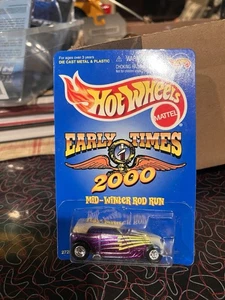 For ages over 3 years
DIE CAST METAL & PLASTIC
HOT WHEELS
MATTEL
EARLY TIMES
2000
MID-WINTER ROD RUN